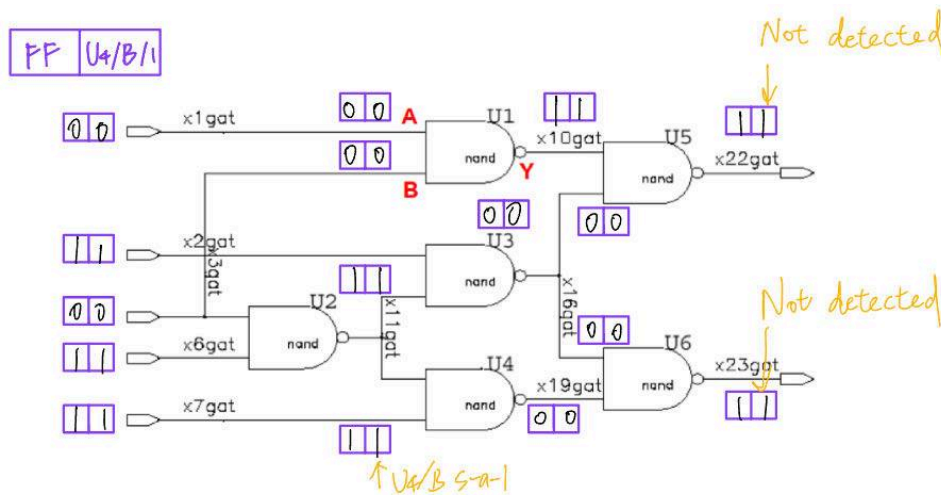 Not detected
FF U4/B/1
0 0
x1gat
0 0
A
U1
nand
Y
1 1
x10gat
U5
nand
1 1
x22gat
0 0
B
0 0
0 0
1 1
x2gat
x3gat
U3
nand
1 1
x11gat
x16gat
Not detected
0 0
U2
nand
0 0
U6
nand
x23gat
1 1
x6gat
U4
nand
x19gat
1 1
x7gat
1 1
0 0
1 1
U4/B s-a-1